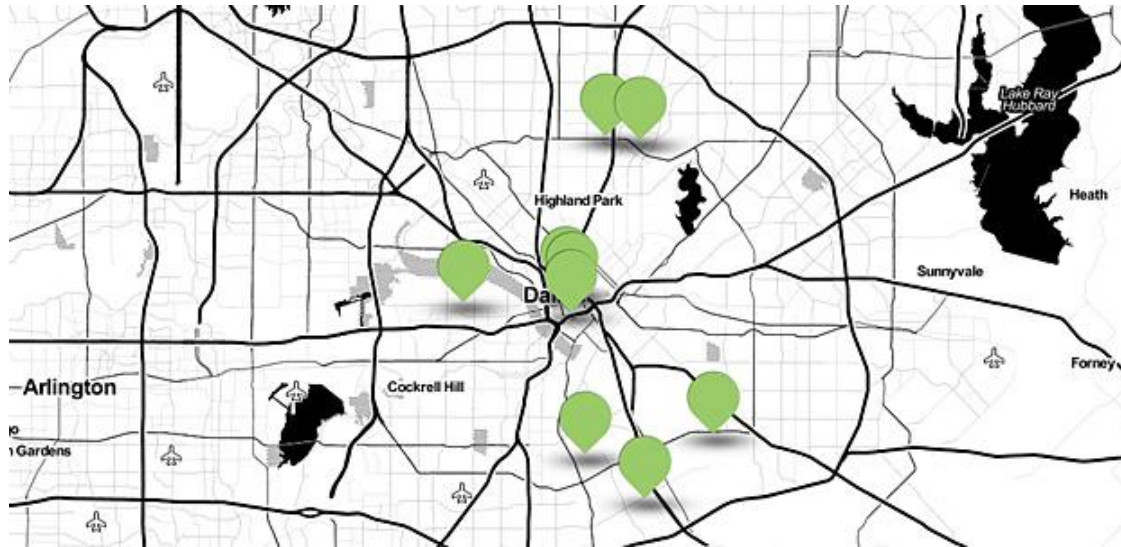 Lake Ray
Hubbard
Highland Park
Heath
Sunnyvale
Forney
Arlington
Cockrell Hill
Gardens